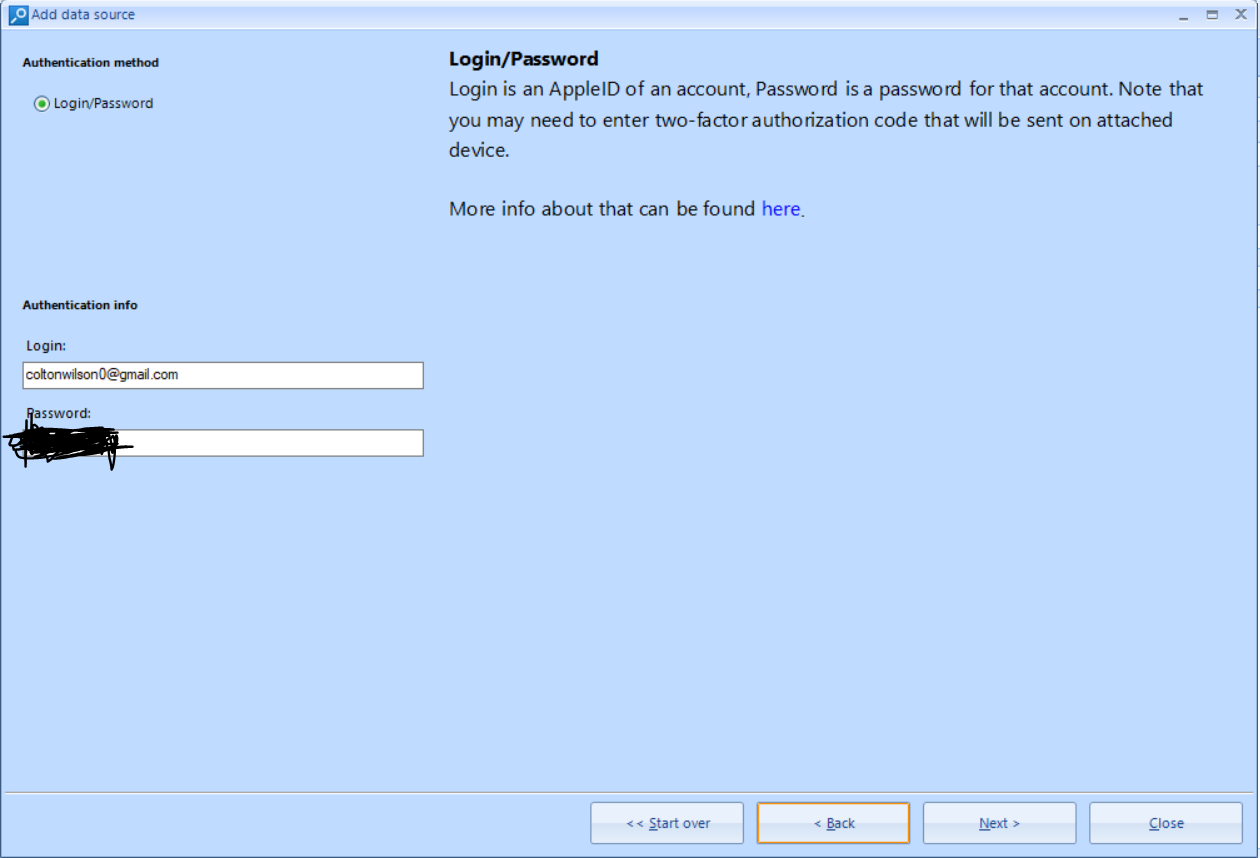 Add data source
Authentication method
Login/Password
Login/Password
Login is an AppleID of an account, Password is a password for that account. Note that
you may need to enter two-factor authorization code that will be sent on attached
device.
More info about that can be found here.
Authentication info
Login:
coltonwilson0@gmail.com
Password:
<< Start over
< Back
Next >
Close